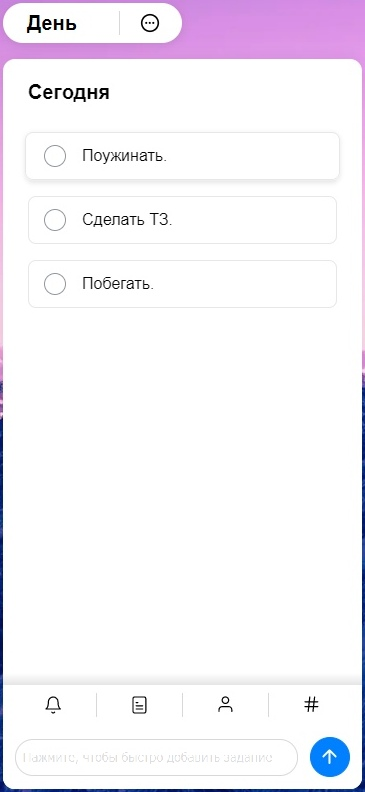 День
Сегодня
Поужинать.
Сделать ТЗ.
Побегать.
Нажмите, чтобы быстро добавить задание